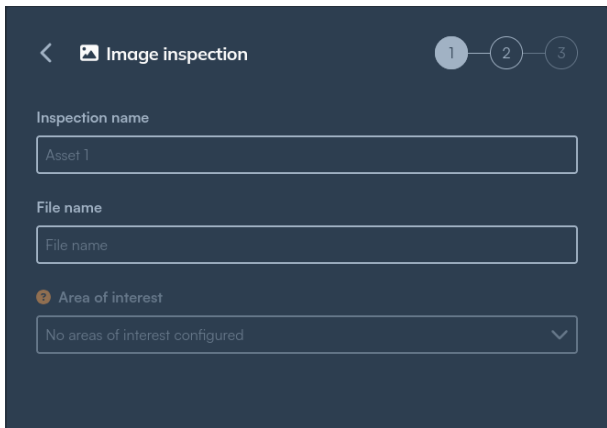 Image inspection
1 2 3
Inspection name
Asset 1
File name
File name
? Area of interest
No areas of interest configured